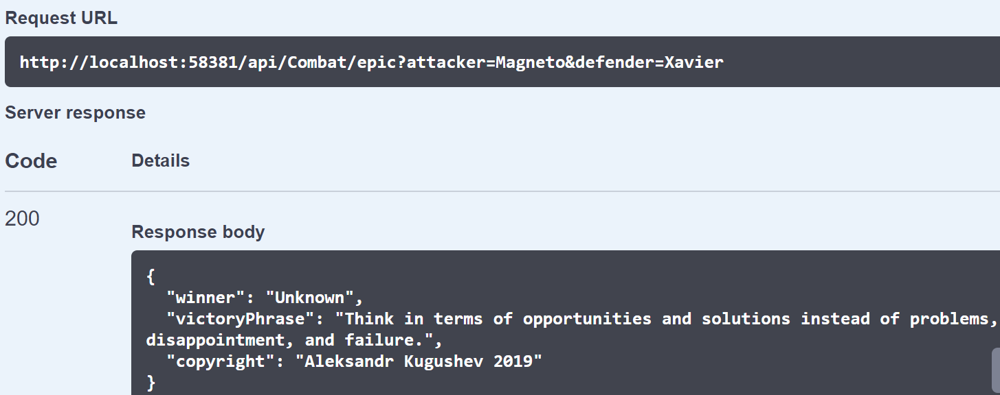 Request URL
http://localhost:58381/api/Combat/epic?attacker=Magneto&defender=Xavier
Server response
Code Details
200
Response body
{
"winner": "Unknown",
"victoryPhrase": "Think in terms of opportunities and solutions instead of problems,
disappointment, and failure.",
"copyright": "Aleksandr Kugushev 2019"
}